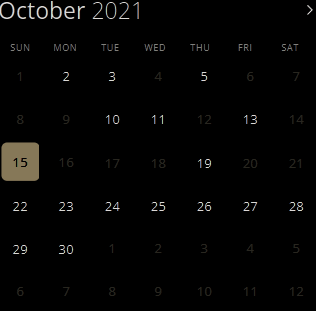 October 2021
SUN MON TUE WED THU FRI SAT
1 2 3 4 5 6 7
8 9 10 11 12 13 14
15 16 17 18 19 20 21
22 23 24 25 26 27 28
29 30 1 2 3 4 5
6 7 8 9 10 11 12